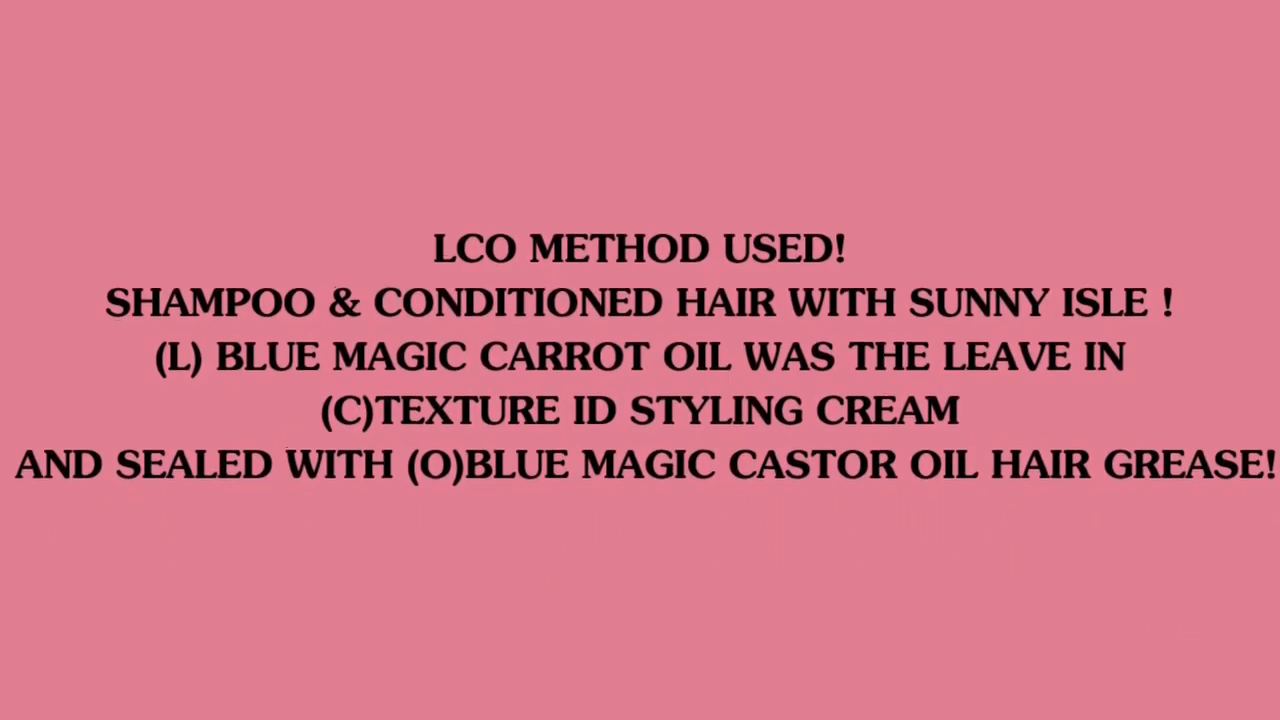 LCO METHOD USED!
SHAMPOO & CONDITIONED HAIR WITH SUNNY ISLE !
(L) BLUE MAGIC CARROT OIL WAS THE LEAVE IN
(C)TEXTURE ID STYLING CREAM
AND SEALED WITH (O)BLUE MAGIC CASTOR OIL HAIR GREASE!